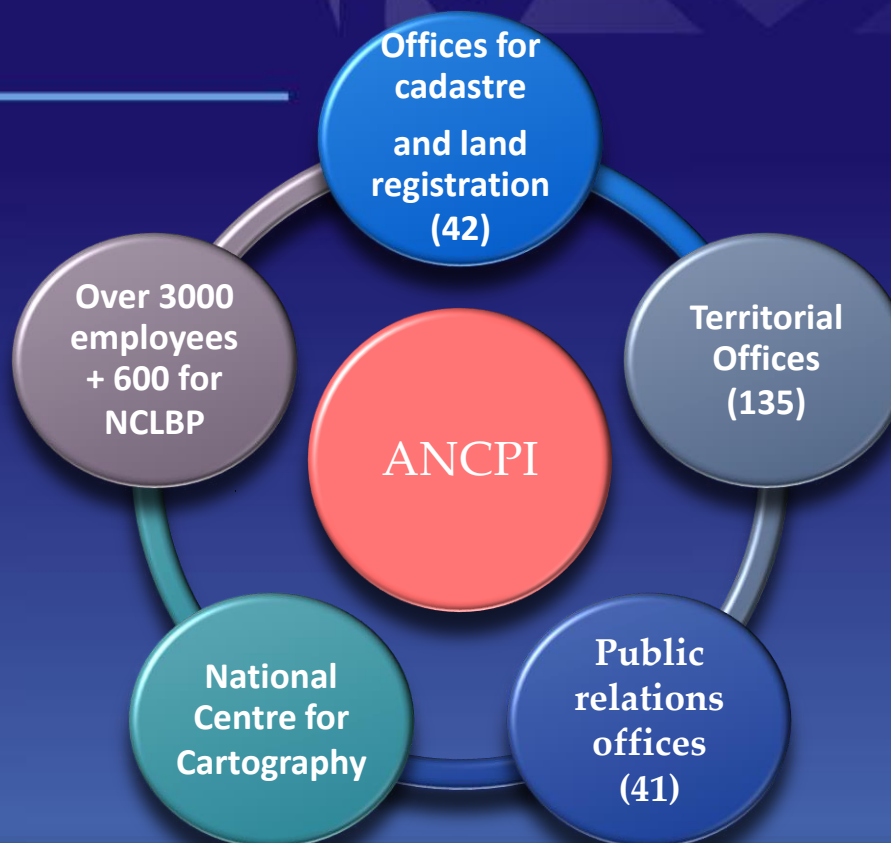 Offices for
cadastre
and land
registration
(42)
Over 3000
employees
+ 600 for
NCLBP
Territorial
Offices
(135)
ANCPI
National
Centre for
Cartography
Public
relations
offices
(41)